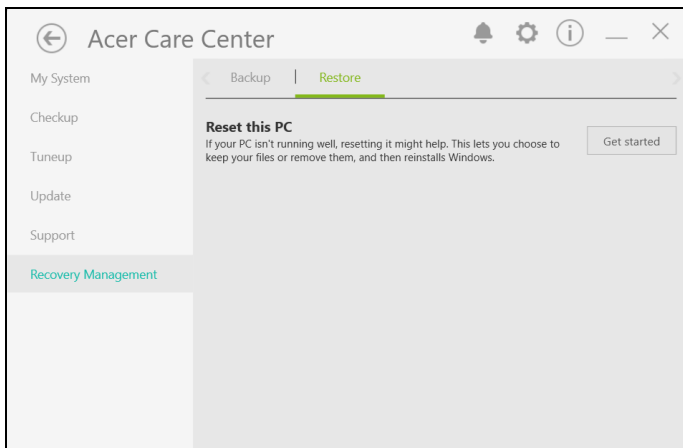 Acer Care Center
My System
Backup
Restore
Checkup
Reset this PC
If your PC isn't running well, resetting it might help. This lets you choose to
keep your files or remove them, and then reinstalls Windows.
Get started
Tuneup
Update
Support
Recovery Management